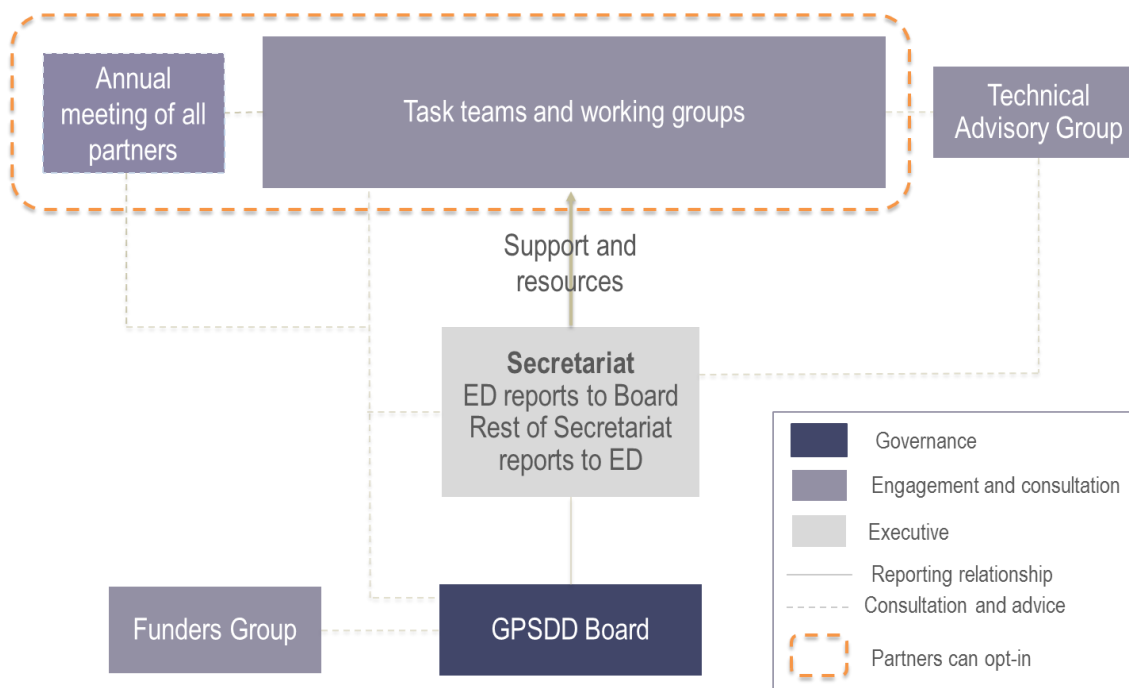 Annual
meeting of all
partners
Task teams and working groups
Technical
Advisory Group
Support and
resources
Secretariat
ED reports to Board
Rest of Secretariat
reports to ED
Funders Group
GPSDD Board
Governance
Engagement and consultation
Executive
Reporting relationship
Consultation and advice
Partners can opt-in